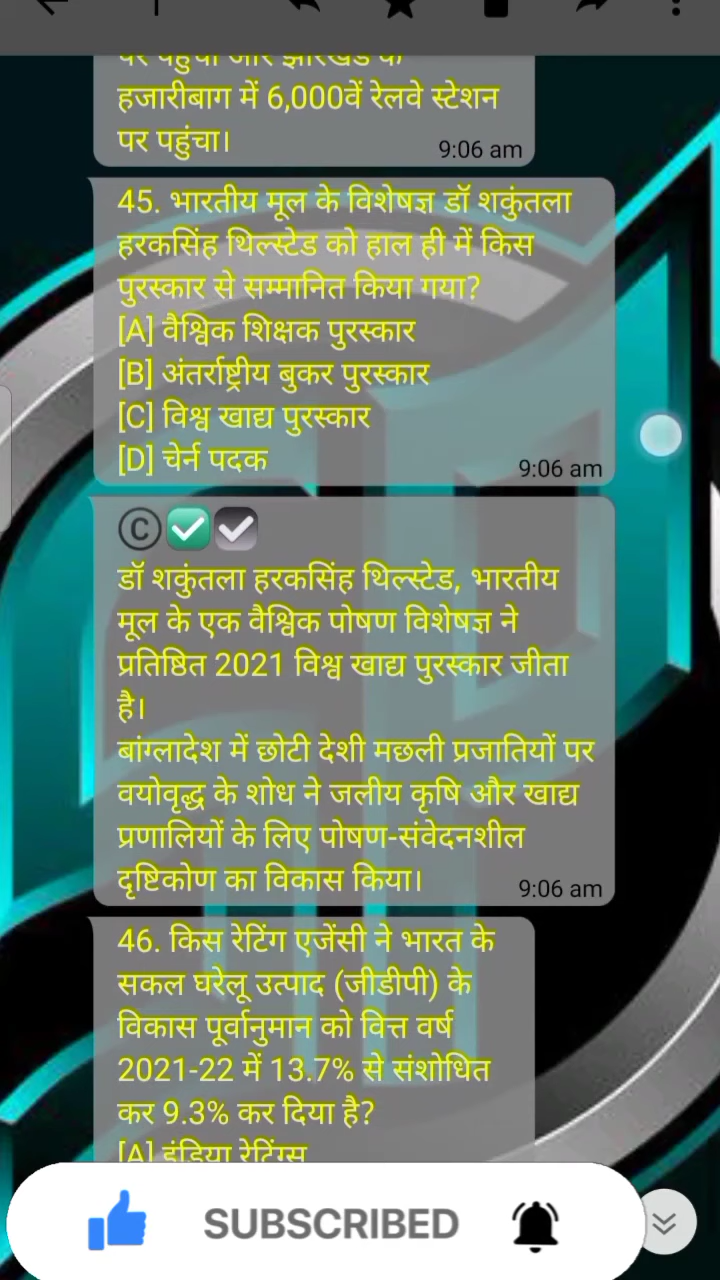 हजारीबाग में 6,000वें रेलवे स्टेशन
पर पहुंचा।
9:06 am
45. भारतीय मूल के विशेषज्ञ डॉ शकुंतला
हरकसिंह थिल्स्टेड को हाल ही में किस
पुरस्कार से सम्मानित किया गया?
[A] वैश्विक शिक्षक पुरस्कार
[B] अंतर्राष्ट्रीय बुकर पुरस्कार
[C] विश्व खाद्य पुरस्कार
[D] चेर्न पदक
9:06 am
©✅✔
डॉ शकुंतला हरकसिंह थिल्स्टेड, भारतीय
मूल के एक वैश्विक पोषण विशेषज्ञ ने
प्रतिष्ठित 2021 विश्व खाद्य पुरस्कार जीता
है।
बांग्लादेश में छोटी देशी मछली प्रजातियों पर
वयोवृद्ध के शोध ने जलीय कृषि और खाद्य
प्रणालियों के लिए पोषण-संवेदनशील
दृष्टिकोण का विकास किया।
9:06 am
46. किस रेटिंग एजेंसी ने भारत के
सकल घरेलू उत्पाद (जीडीपी) के
विकास पूर्वानुमान को वित्त वर्ष
2021-22 में 13.7% से संशोधित
कर 9.3% कर दिया है?
[A] इंडिया रेटिंग्स
SUBSCRIBED